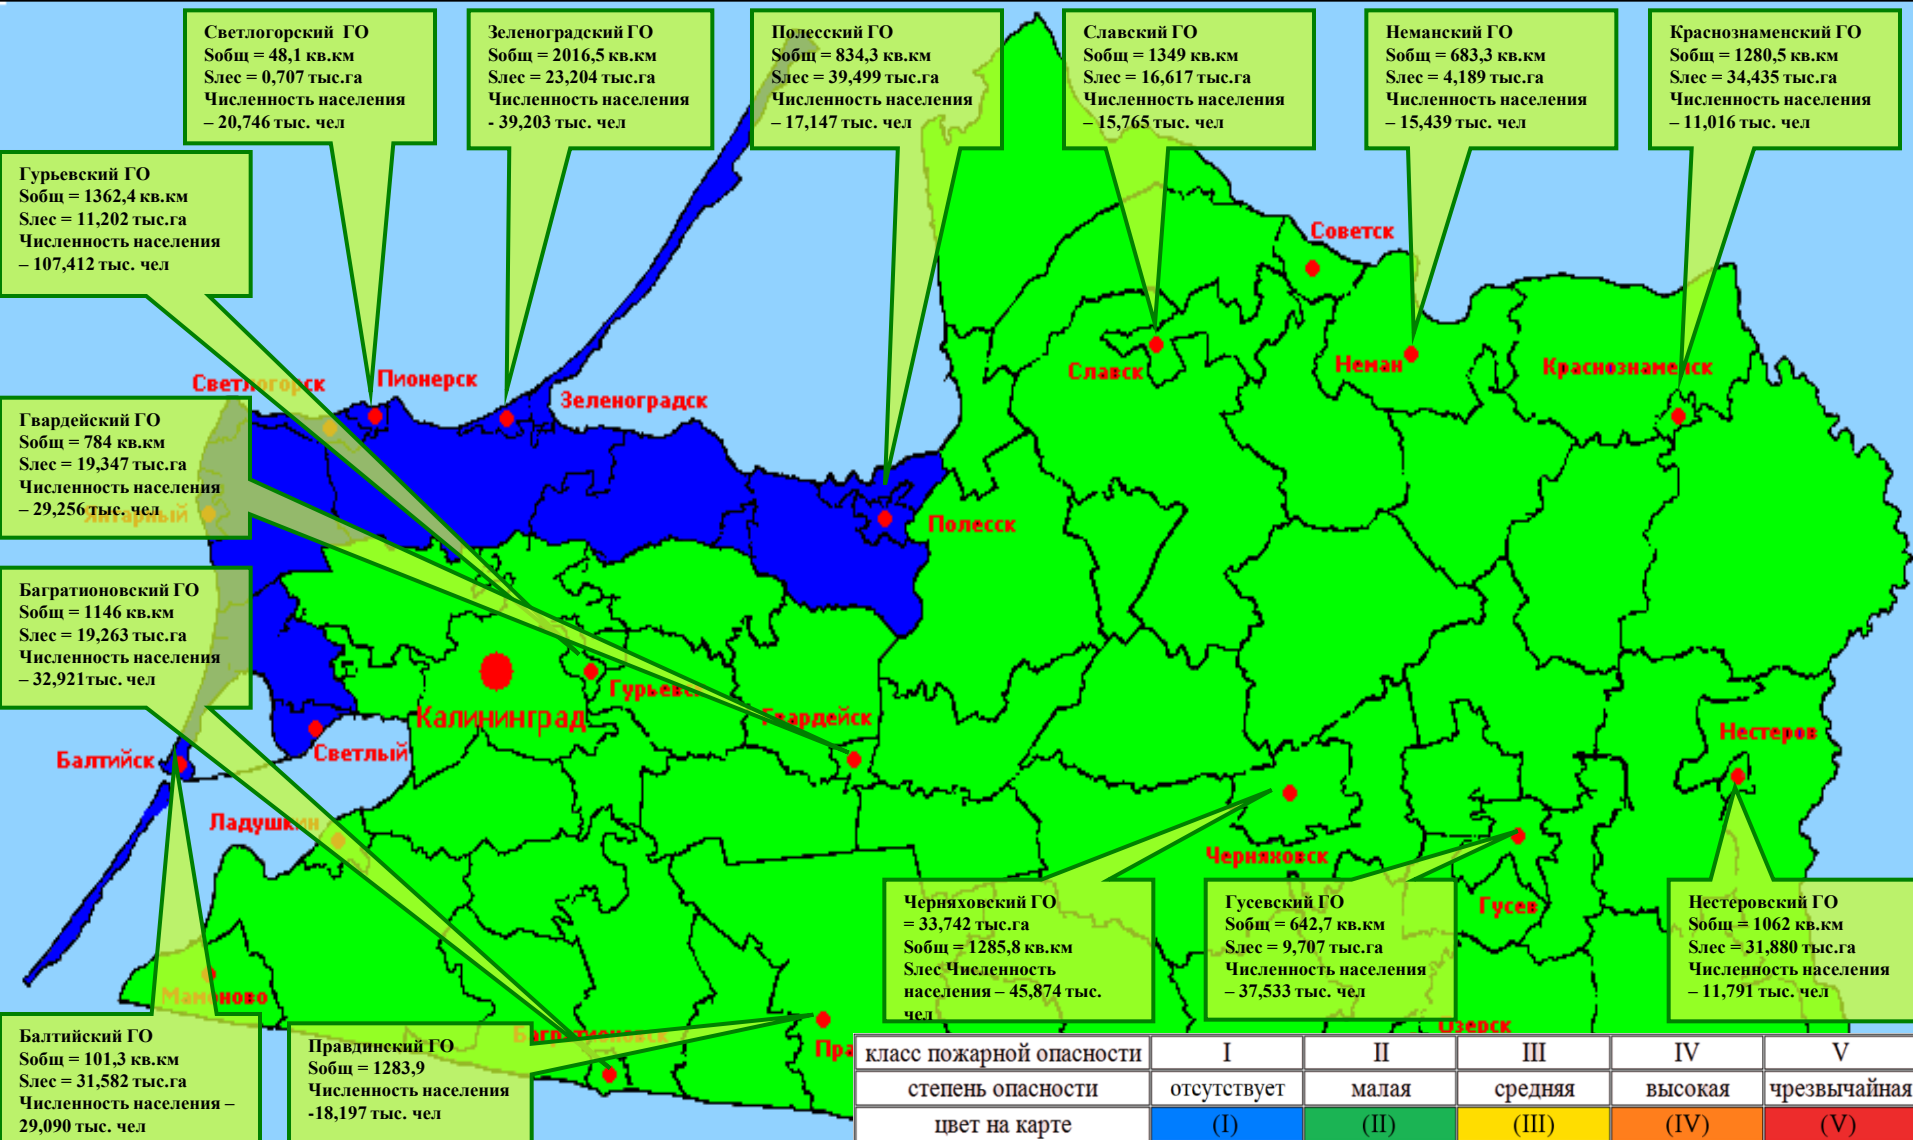 Светлогорский ГО
Sобщ = 48,1 кв.км
Sлес = 0,707 тыс.га
Численность населения
– 20,746 тыс. чел
Зеленоградский ГО
Sобщ = 2016,5 кв.км
Sлес = 23,204 тыс.га
Численность населения
- 39,203 тыс. чел
Полесский ГО
Sобщ = 834,3 кв.км
Sлес = 39,499 тыс.га
Численность населения
– 17,147 тыс. чел
Славский ГО
Sобщ = 1349 кв.км
Sлес = 16,617 тыс.га
Численность населения
– 15,765 тыс. чел
Неманский ГО
Sобщ = 683,3 кв.км
Sлес = 4,189 тыс.га
Численность населения
– 15,439 тыс. чел
Краснознаменский ГО
Sобщ = 1280,5 кв.км
Sлес = 34,435 тыс.га
Численность населения
– 11,016 тыс. чел
Гурьевский ГО
Sобщ = 1362,4 кв.км
Sлес = 11,202 тыс.га
Численность населения
– 107,412 тыс. чел
Советск
Славск
Неман
Краснознаменск
Светлогорск
Пионерск
Зеленоградск
Гвардейский ГО
Sобщ = 784 кв.км
Sлес = 19,347 тыс.га
Численность населения
– 29,256 тыс. чел
Янтарный
Полесск
Багратионовский ГО
Sобщ = 1146 кв.км
Sлес = 19,263 тыс.га
Численность населения
– 32,921тыс. чел
Гурьевск
Калининград
Гвардейск
Нестеров
Балтийск
Светлый
Ладушкин
Черняховск
Гусев
Мамоново
Черняховский ГО
= 33,742 тыс.га
Sобщ = 1285,8 кв.км
Sлес Численность
населения – 45,874 тыс.
чел
Гусевский ГО
Sобщ = 642,7 кв.км
Sлес = 9,707 тыс.га
Численность населения
– 37,533 тыс. чел
Нестеровский ГО
Sобщ = 1062 кв.км
Sлес = 31,880 тыс.га
Численность населения
– 11,791 тыс. чел
Озерск
Балтийский ГО
Sобщ = 101,3 кв.км
Sлес = 31,582 тыс.га
Численность населения –
29,090 тыс. чел
Правдинский ГО
Sобщ = 1283,9
Численность населения
-18,197 тыс. чел
Багратионовск
Пра
класс пожарной опасности I II III IV V
степень опасности отсутствует малая средняя высокая чрезвычайная
цвет на карте (I) (II) (III) (IV) (V)